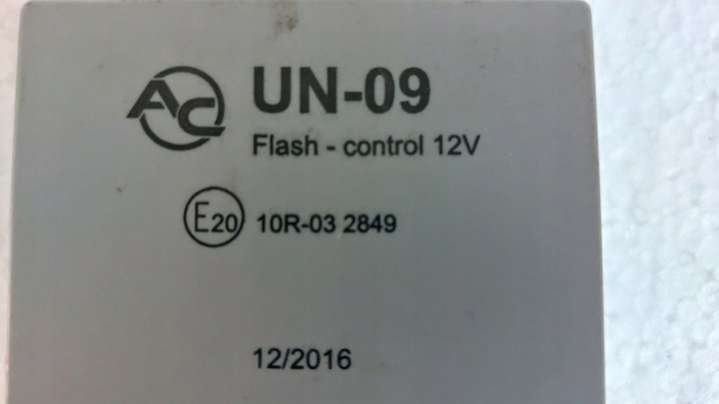 AC UN-09
Flash - control 12V
E20 10R-03 2849
12/2016